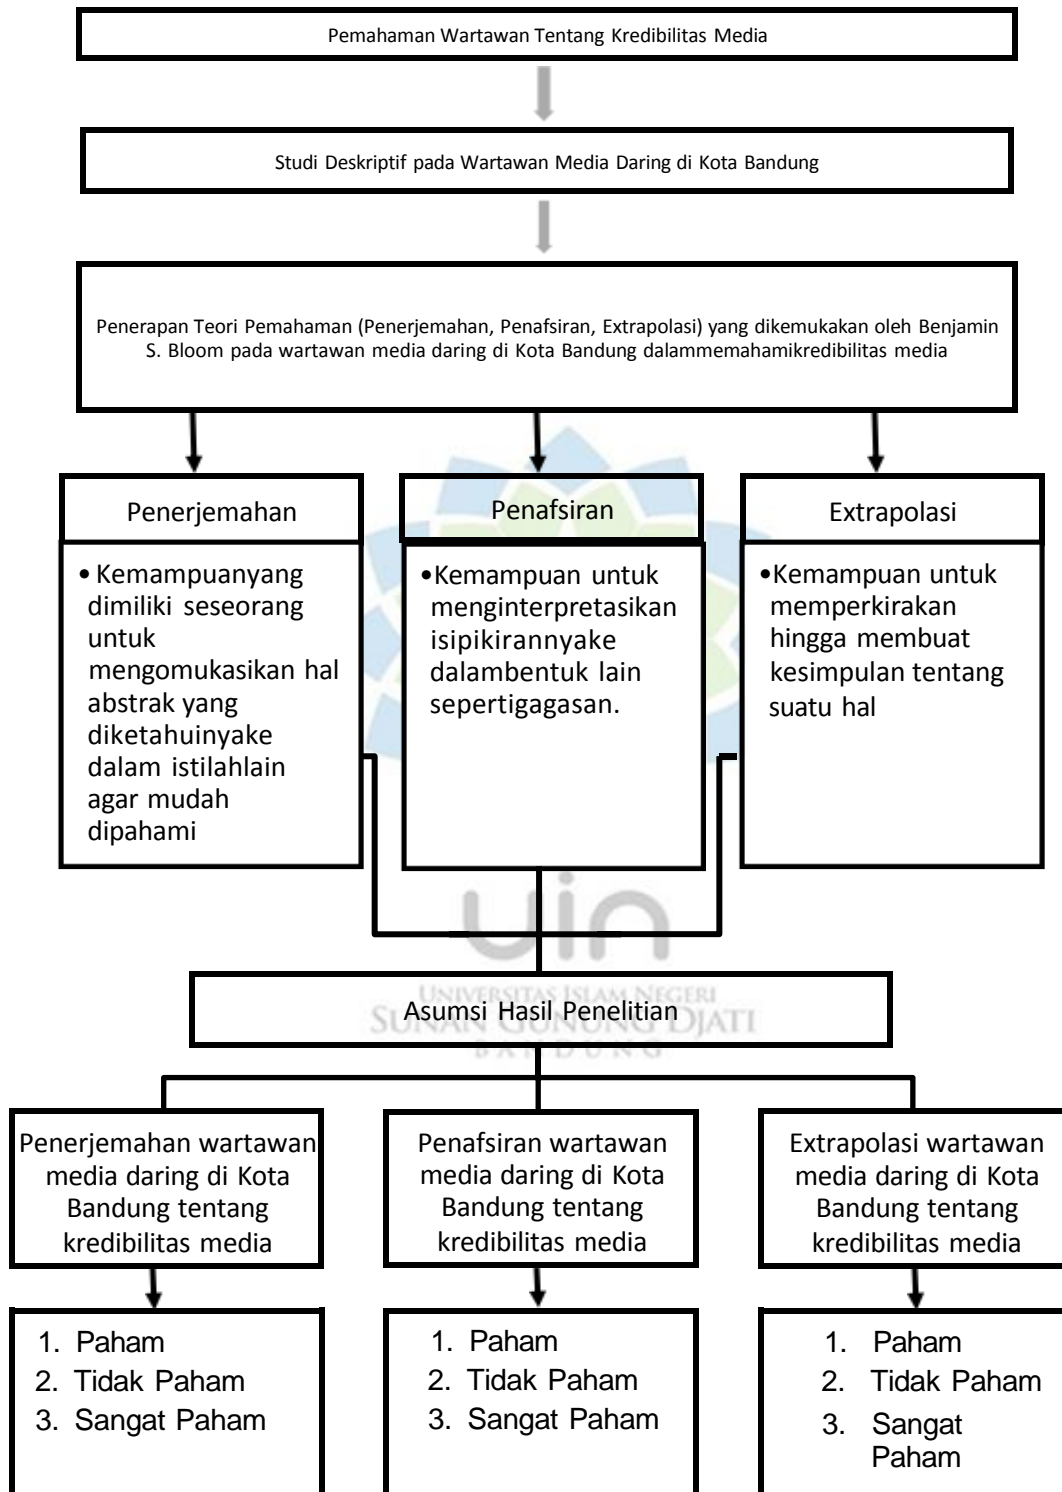 Pemahaman Wartawan Tentang Kredibilitas Media
Studi Deskriptif pada Wartawan Media Daring di Kota Bandung
Penerapan Teori Pemahaman (Penerjemahan, Penafsiran, Extrapolasi) yang dikemukakan oleh Benjamin
S. Bloom pada wartawan media daring di Kota Bandung dalammemahamikredibilitas media
Penerjemahan
• Kemampuanyang
dimiliki seseorang
untuk
mengomukasikan hal
abstrak yang
diketahuinyake
dalam istilahlain
agar mudah
dipahami
Penafsiran
•Kemampuan untuk
menginterpretasikan
isipikirannyake
dalambentuk lain
sepertigagasan.
Extrapolasi
•Kemampuan untuk
memperkirakan
hingga membuat
kesimpulan tentang
suatu hal
uin
UNIVERSITAS ISLAM NEGERI
SUNAN GUNUNG DJATI
BANDUNG
Asumsi Hasil Penelitian
Penerjemahan wartawan
media daring di Kota
Bandung tentang
kredibilitas media
Penafsiran wartawan
media daring di Kota
Bandung tentang
kredibilitas media
Extrapolasi wartawan
media daring di Kota
Bandung tentang
kredibilitas media
1. Paham
2. Tidak Paham
3. Sangat Paham
1. Paham
2. Tidak Paham
3. Sangat Paham
1. Paham
2. Tidak Paham
3. Sangat
Paham